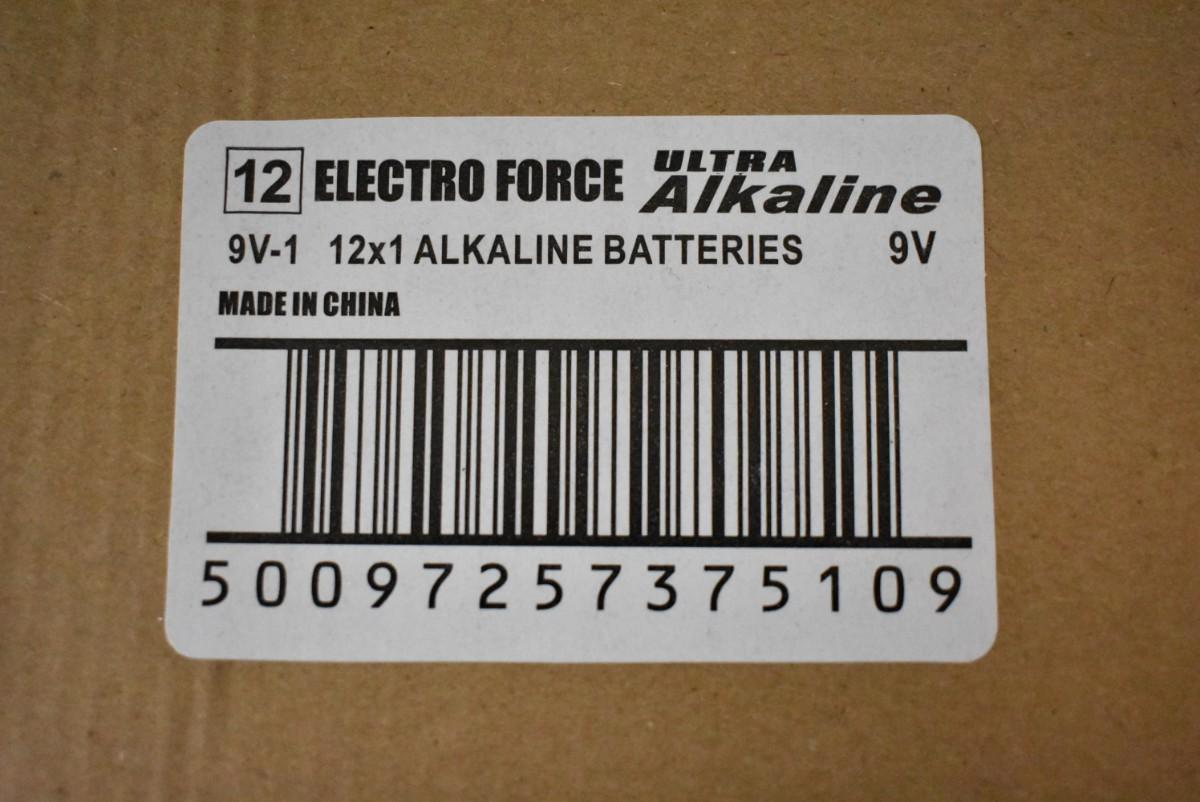 12 ELECTRO FORCE ULTRA Alkaline
9V-1 12x1 ALKALINE BATTERIES 9V
MADE IN CHINA
50097257375109